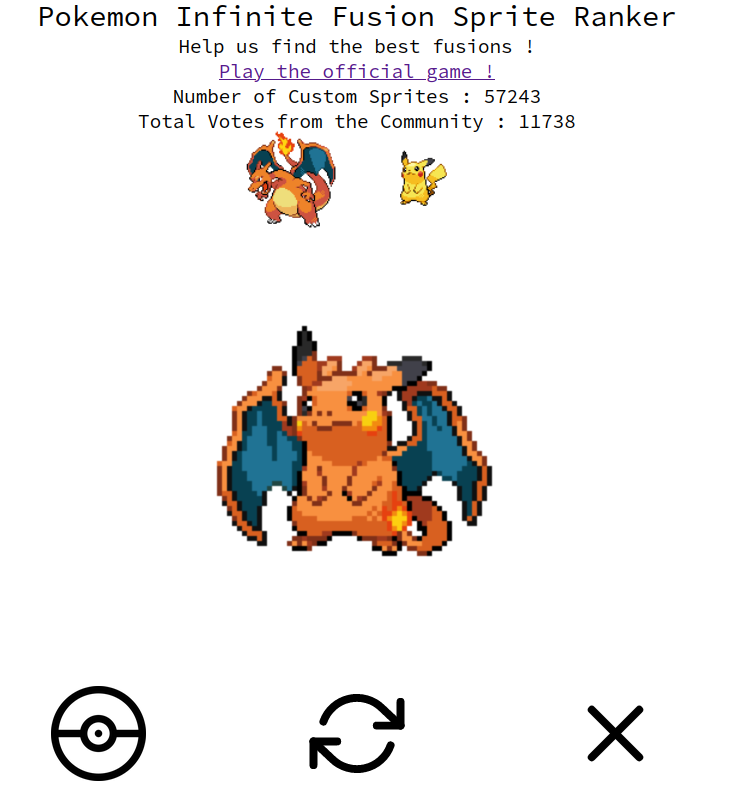 Pokemon Infinite Fusion Sprite Ranker
Help us find the best fusions !
Play the official game !
Number of Custom Sprites : 57243
Total Votes from the Community : 11738